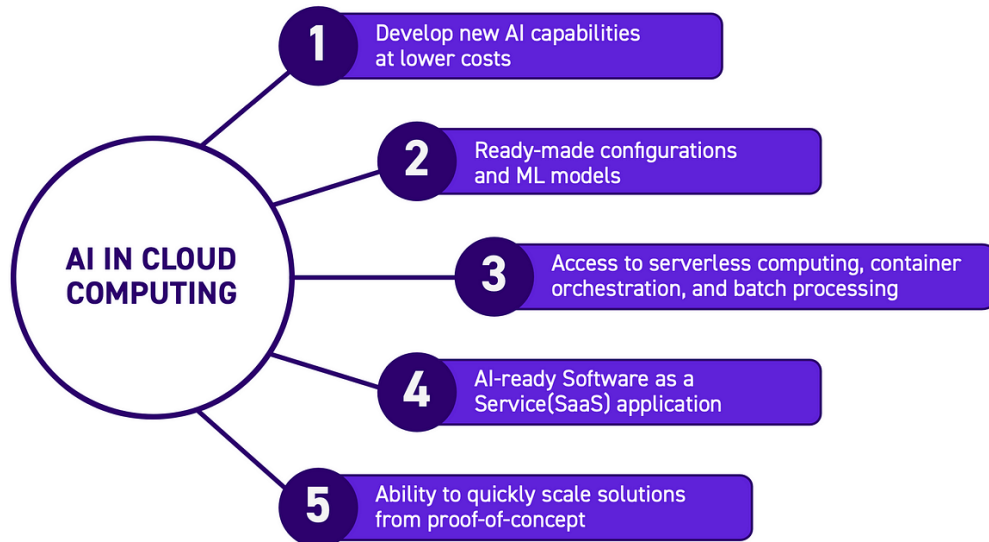 1
Develop new AI capabilities
at lower costs
2
Ready-made configurations
and ML models
AI IN CLOUD
COMPUTING
3
Access to serverless computing, container
orchestration, and batch processing
4
AI-ready Software as a
Service(SaaS) application
5
Ability to quickly scale solutions
from proof-of-concept